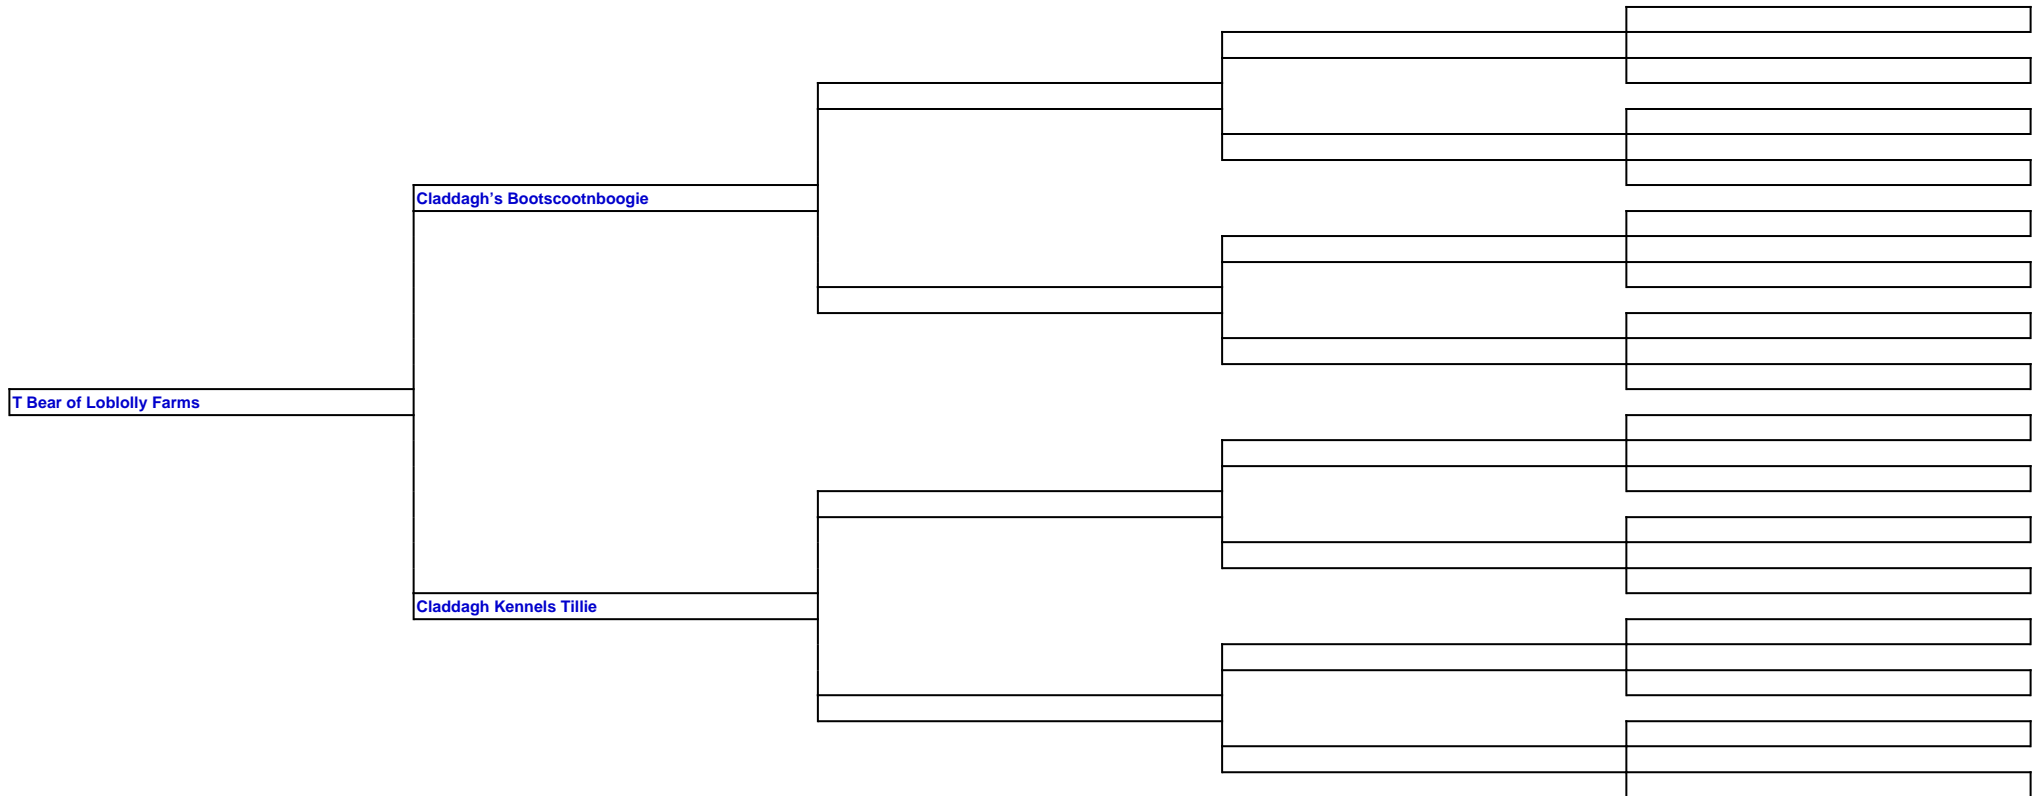 Claddagh’s Bootscootnboogie
T Bear of Loblolly Farms
Claddagh Kennels Tillie